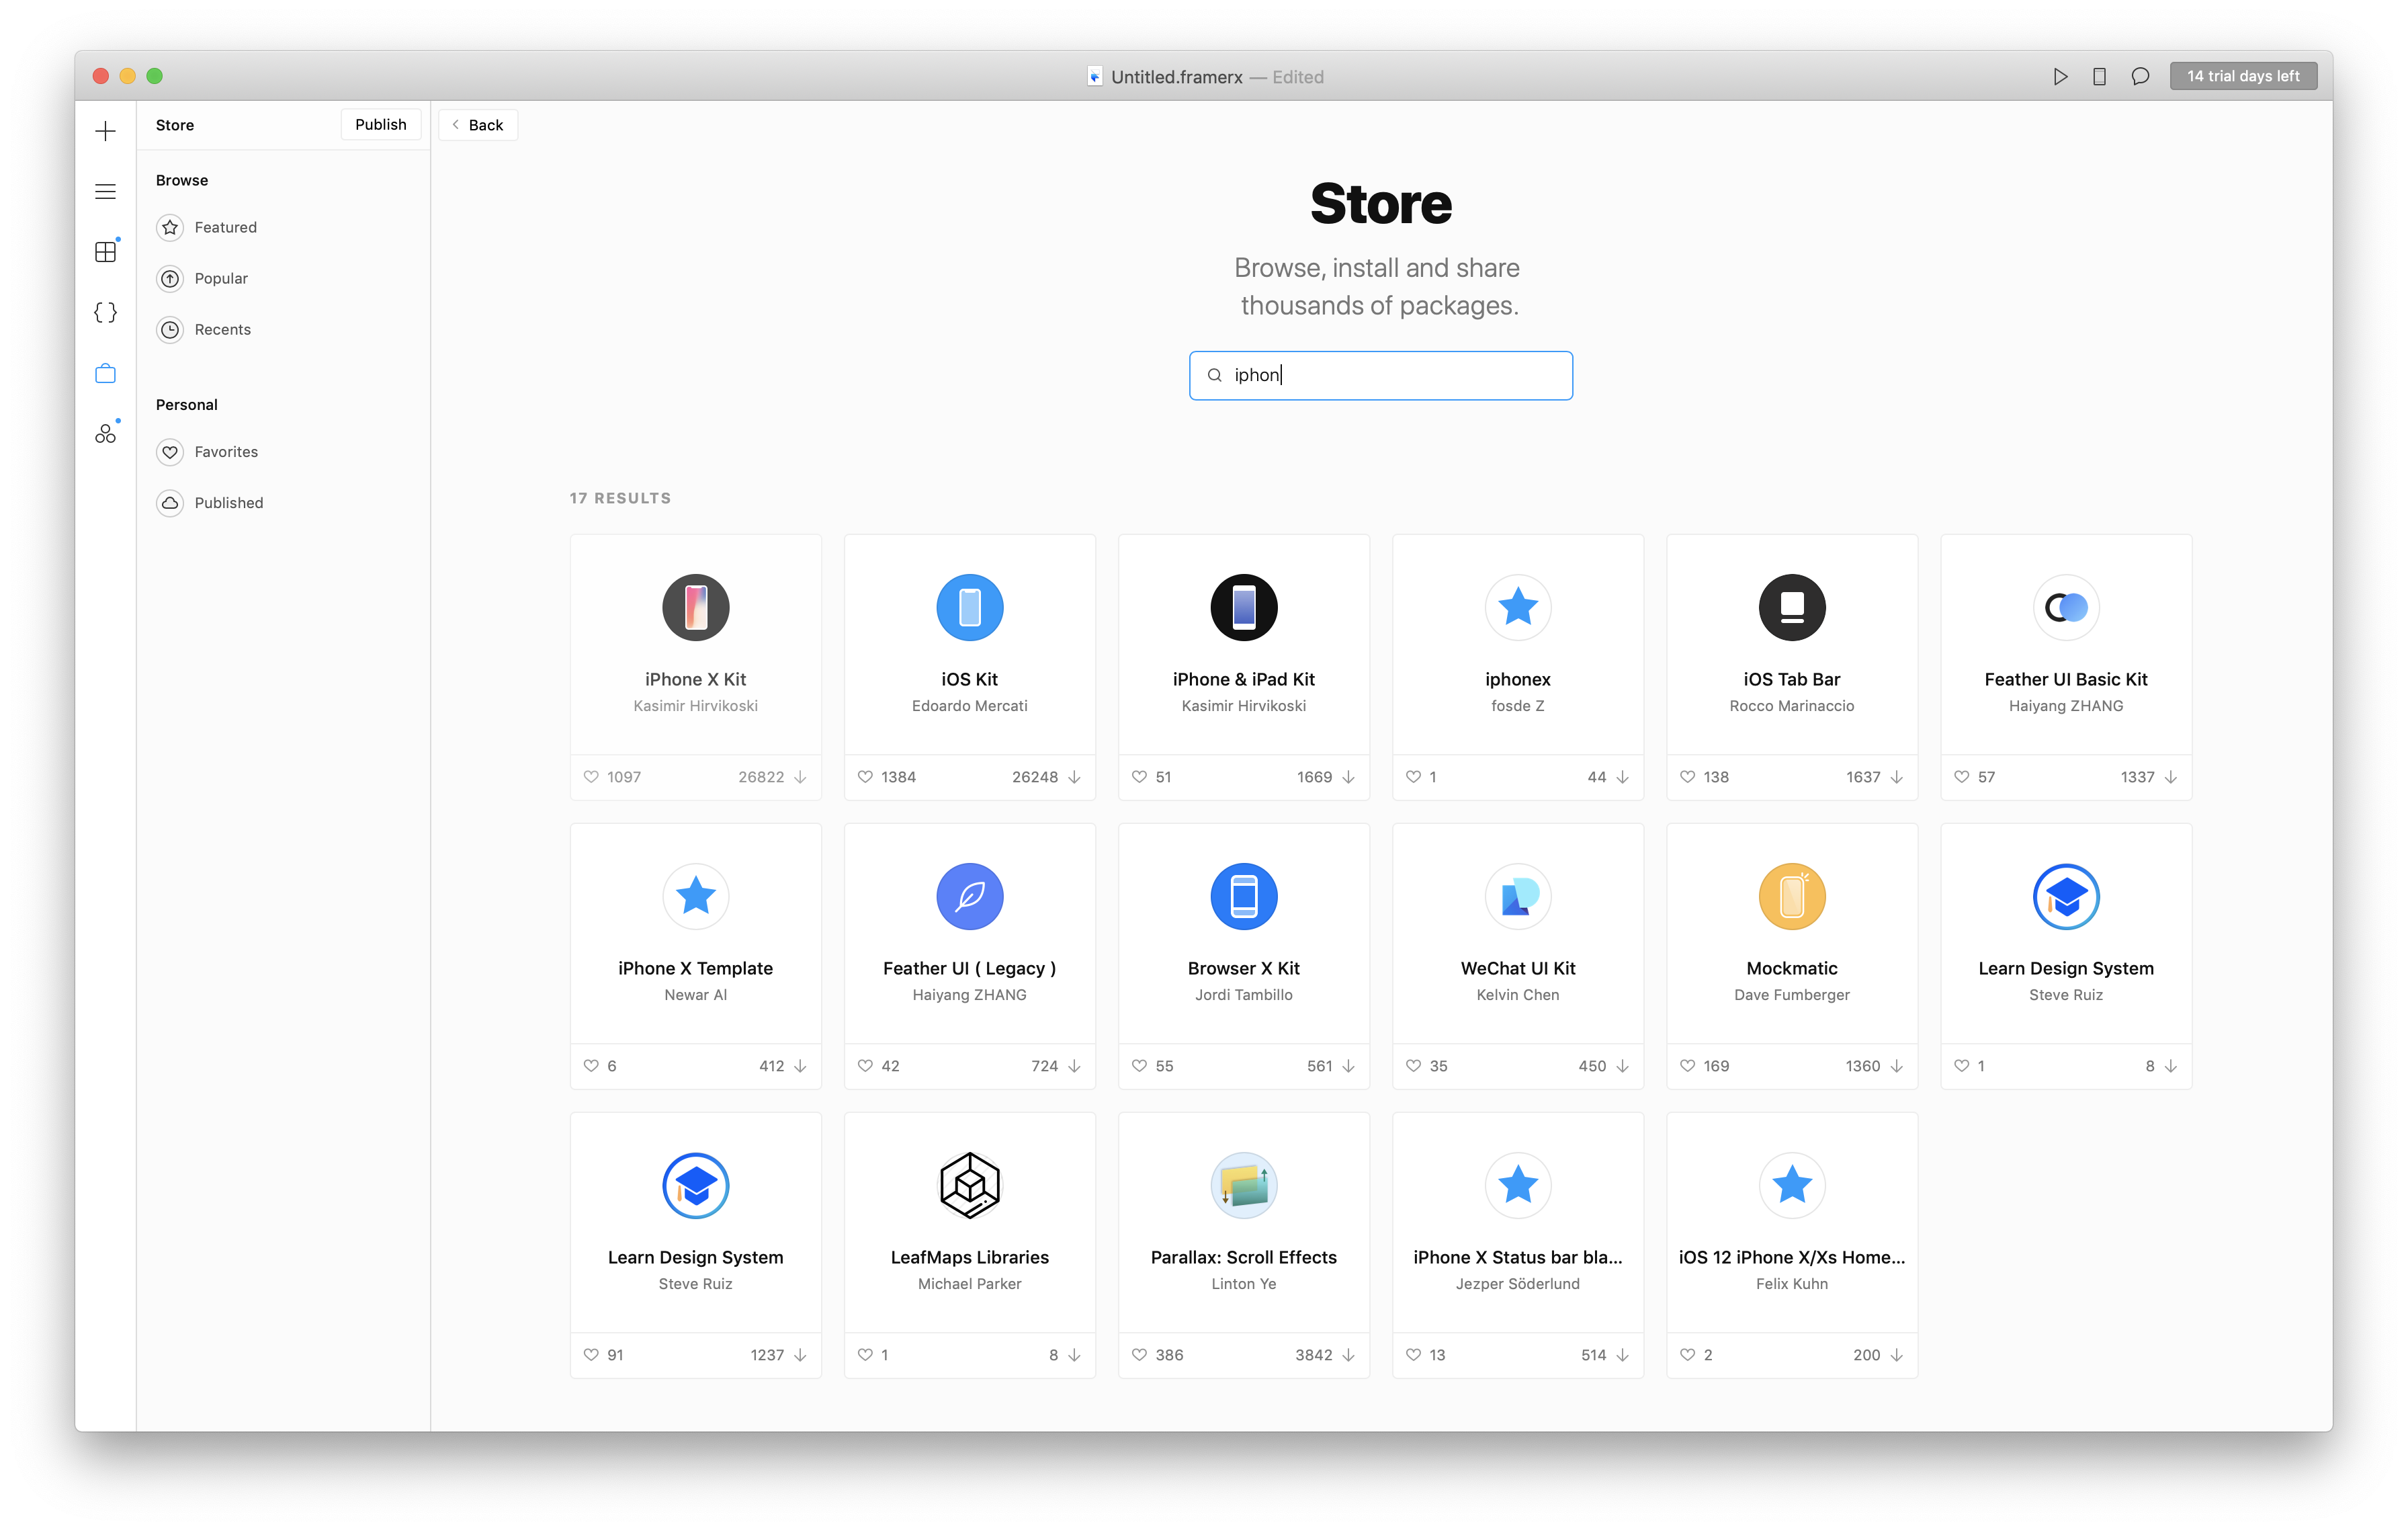 Untitled.framerx — Edited
14 trial days left
Store
Publish
Back
Browse
Featured
Popular
Recents
Personal
Favorites
Published
Store
Browse, install and share
thousands of packages.
iphon
17 RESULTS
iPhone X Kit
Kasimir Hirvikoski
1097 26822
iOS Kit
Edoardo Mercati
1384 26248
iPhone & iPad Kit
Kasimir Hirvikoski
51 1669
iphonex
fosde Z
1 44
iOS Tab Bar
Rocco Marinaccio
138 1637
Feather UI Basic Kit
Haiyang ZHANG
57 1337
iPhone X Template
Newar Al
6 412
Feather UI ( Legacy )
Haiyang ZHANG
42 724
Browser X Kit
Jordi Tambillo
55 561
WeChat UI Kit
Kelvin Chen
35 450
Mockmatic
Dave Fumberger
169 1360
Learn Design System
Steve Ruiz
1 8
Learn Design System
Steve Ruiz
91 1237
LeafMaps Libraries
Michael Parker
1 8
Parallax: Scroll Effects
Linton Ye
386 3842
iPhone X Status bar bla...
Jezper Söderlund
13 514
iOS 12 iPhone X/Xs Home...
Felix Kuhn
2 200